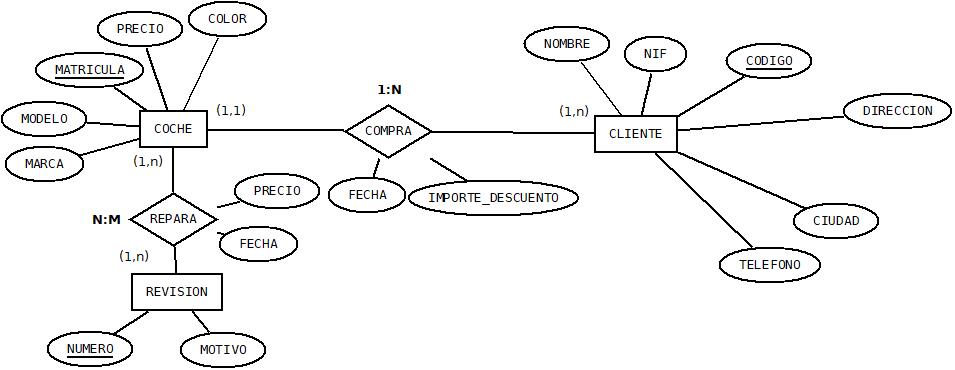 COLOR
PRECIO
NOMBRE
NIF
MATRICULA
CODIGO
1:N
MODELO
(1,1)
(1,n)
DIRECCION
COCHE
COMPRA
CLIENTE
MARCA
(1,n)
PRECIO
FECHA
IMPORTE_DESCUENTO
N:M
REPARA
CIUDAD
FECHA
(1,n)
TELEFONO
REVISION
NUMERO
MOTIVO